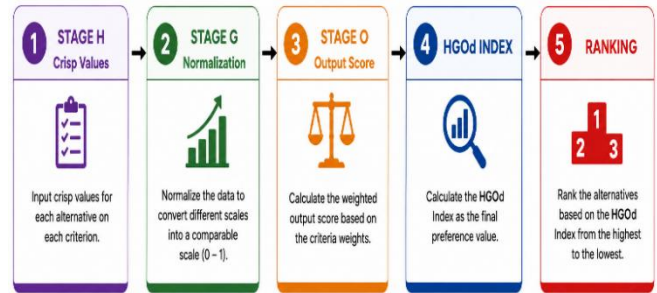 1 STAGE H
Crisp Values
Input crisp values for
each alternative on
each criterion.
2 STAGE G
Normalization
Normalize the data to
convert different scales
into a comparable
scale (0 – 1).
3 STAGE O
Output Score
Calculate the weighted
output score based on
the criteria weights.
4 HGOd INDEX
Calculate the HGOd
Index as the final
preference value.
5 RANKING
1
2 3
Rank the alternatives
based on the HGOd
Index from the highest
to the lowest.